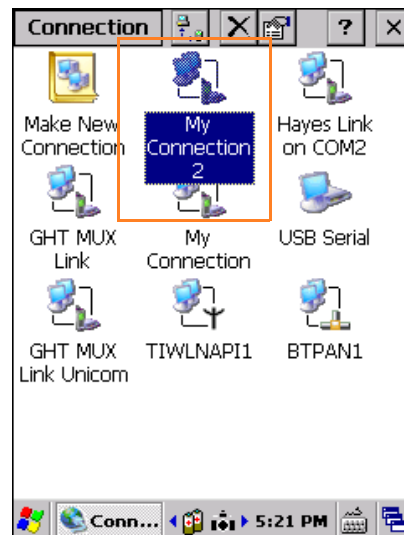 Connection ? ×
Make New
Connection
My
Connection
2
Hayes Link
on COM2
GHT MUX
Link
My
Connection
USB Serial
GHT MUX
Link Unicom
TIWLNAPI1
BTPAN1
Conn... 5:21 PM